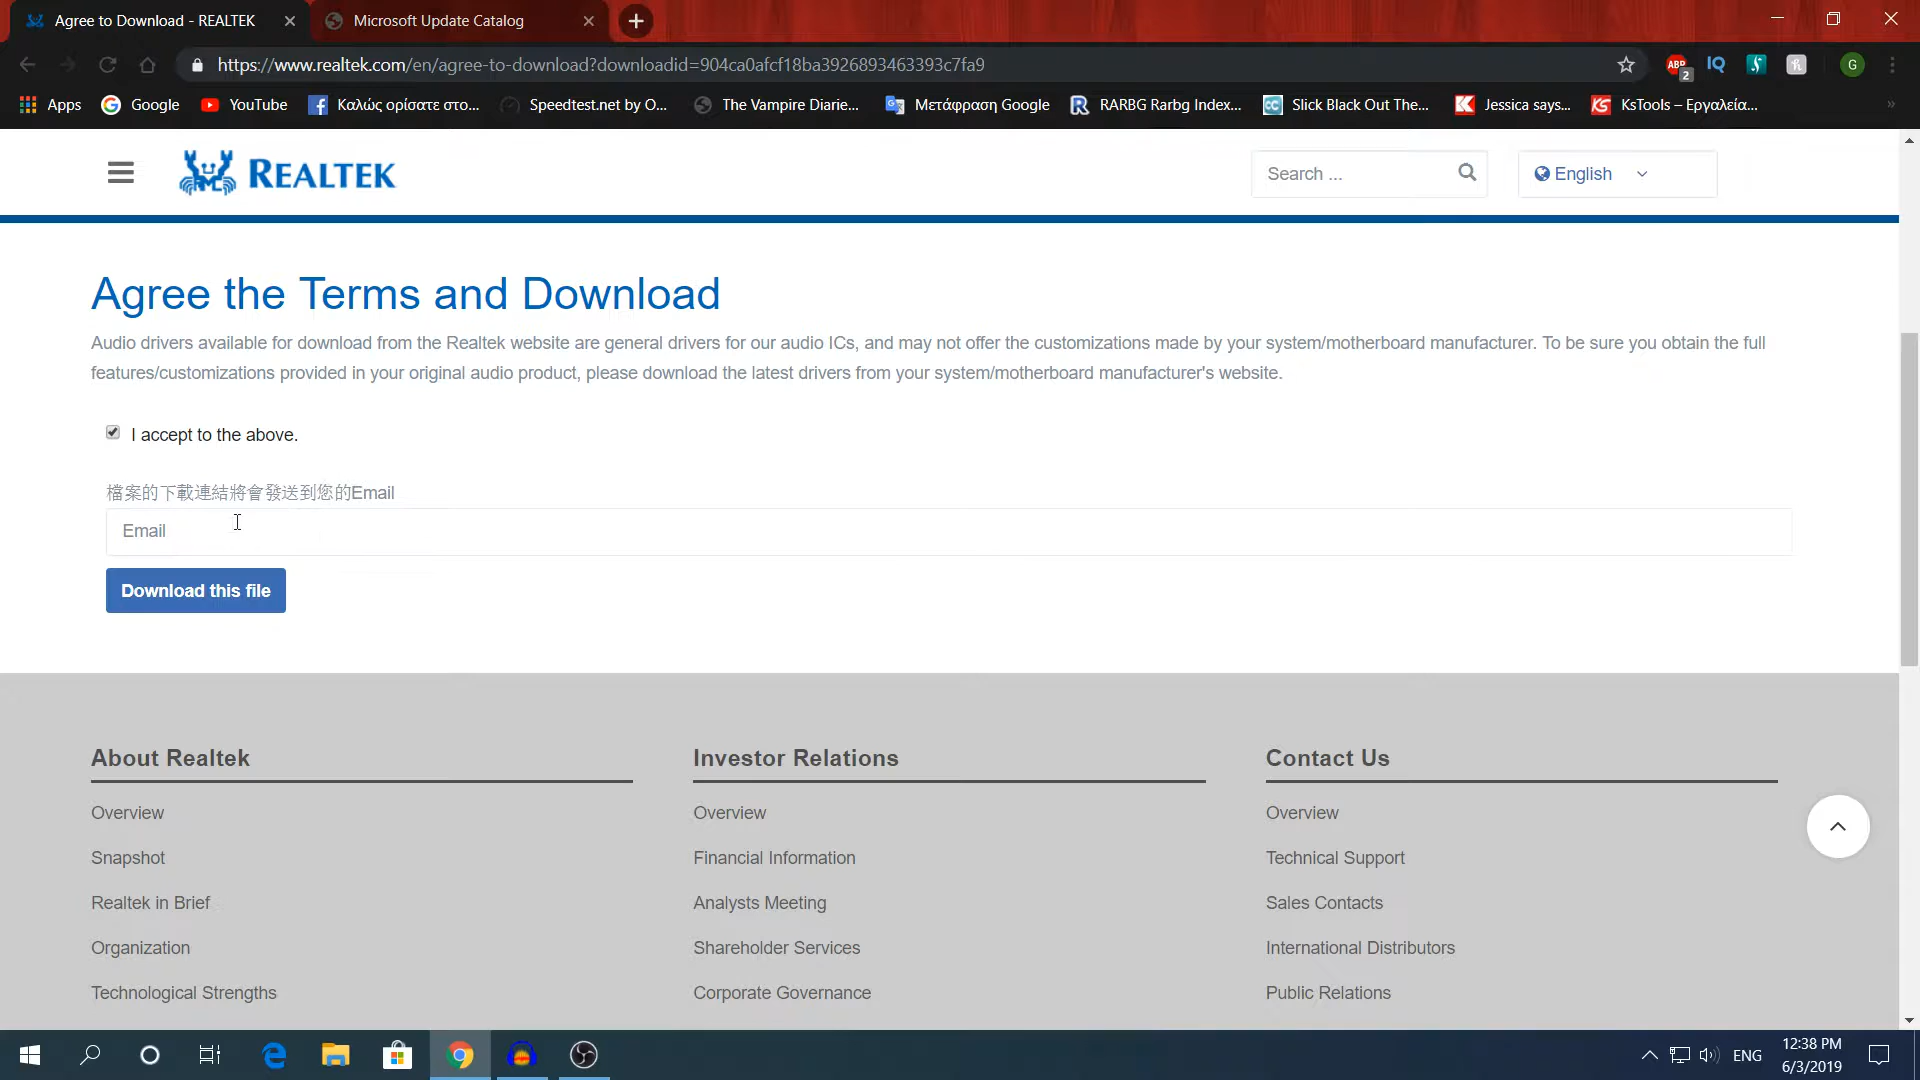 Agree to Download - REALTEK
Microsoft Update Catalog
https://www.realtek.com/en/agree-to-download?downloadid=904ca0afcf18ba3926893463393c7fa9
ABP
2
IQ
G
Apps
Google
YouTube
Καλώς ορίσατε στο...
Speedtest.net by O...
The Vampire Diarie...
Μετάφραση Google
RARBG Rarbg Index...
Slick Black Out The...
Jessica says...
KsTools – Εργαλεία...
REALTEK
Search ...
English
Agree the Terms and Download
Audio drivers available for download from the Realtek website are general drivers for our audio ICs, and may not offer the customizations made by your system/motherboard manufacturer. To be sure you obtain the full
features/customizations provided in your original audio product, please download the latest drivers from your system/motherboard manufacturer's website.
I accept to the above.
檔案的下載連結將會發送到您的Email
Email
Download this file
About Realtek
Overview
Snapshot
Realtek in Brief
Organization
Technological Strengths
Investor Relations
Overview
Financial Information
Analysts Meeting
Shareholder Services
Corporate Governance
Contact Us
Overview
Technical Support
Sales Contacts
International Distributors
Public Relations
ENG
12:38 PM
6/3/2019